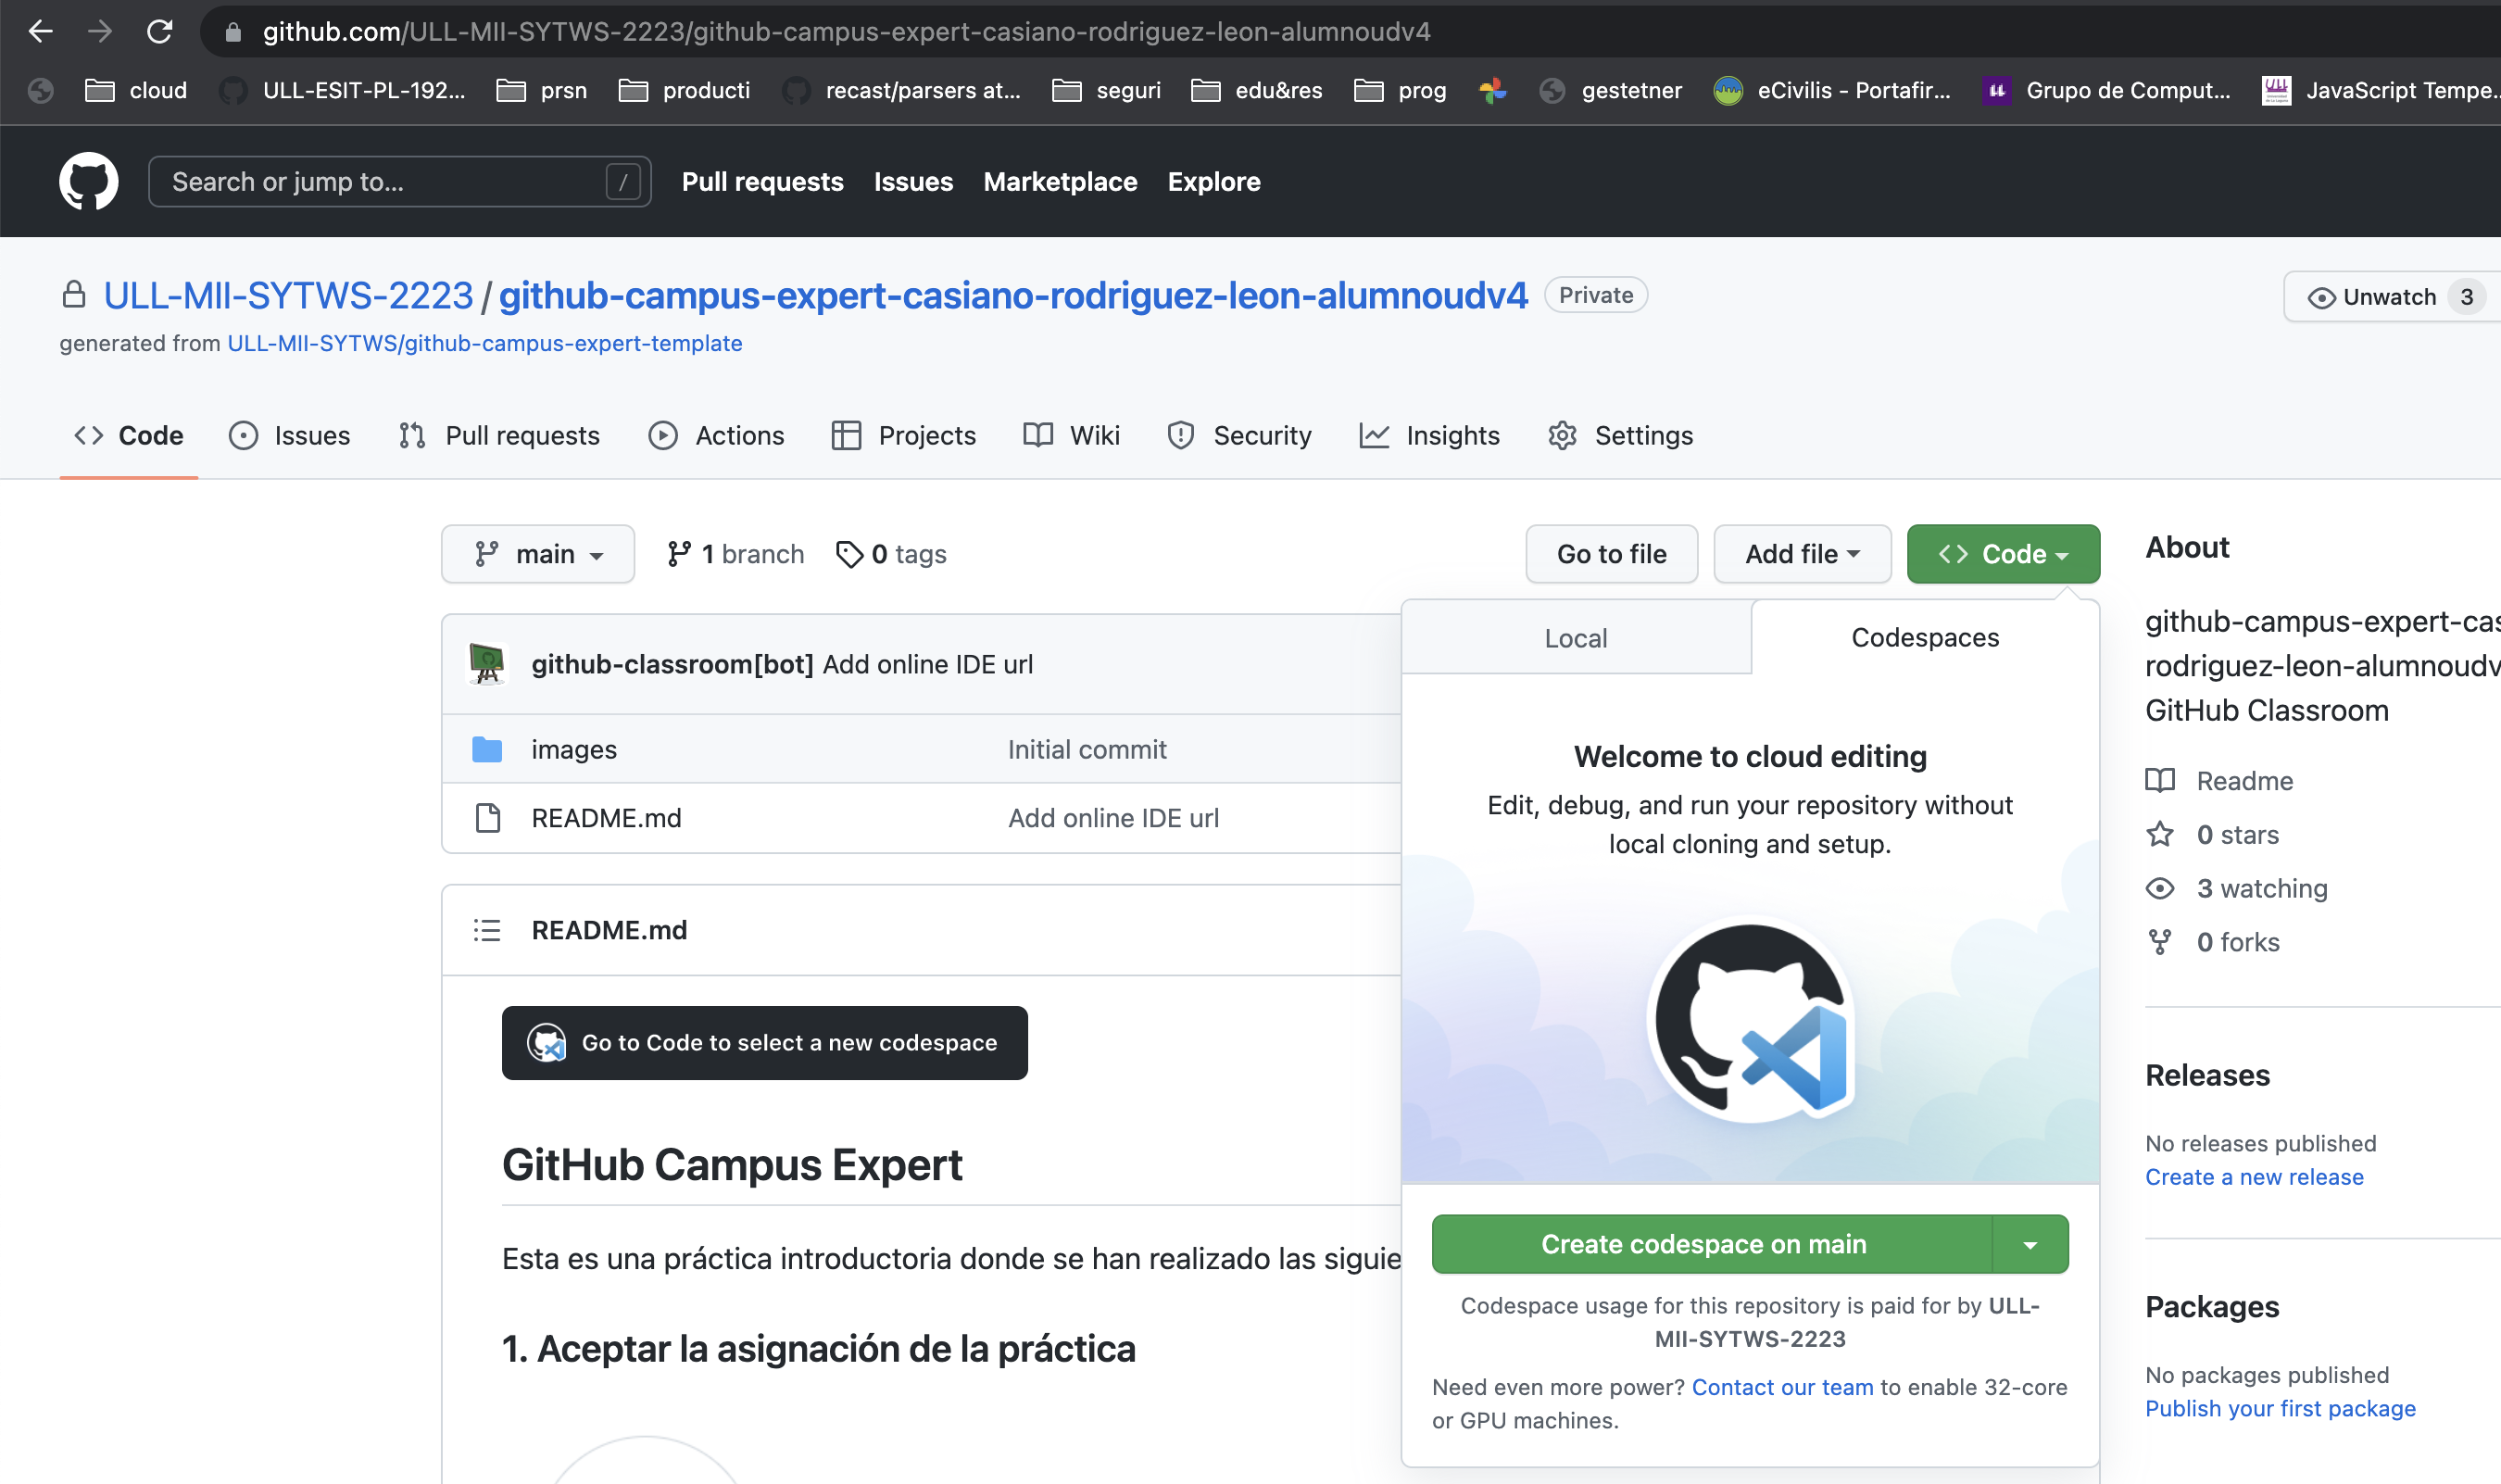 github.com/ULL-MII-SYTWS-2223/github-campus-expert-casiano-rodriguez-leon-alumnoudv4
cloud ULL-ESIT-PL-192... prsn producti recast/parsers at... seguri edu&res prog gestetner eCivilis - Portafir... Grupo de Comput... ULL JavaScript Tempe..
Search or jump to... / Pull requests Issues Marketplace Explore
ULL-MII-SYTWS-2223 / github-campus-expert-casiano-rodriguez-leon-alumnoudv4 Private
Unwatch 3
generated from ULL-MII-SYTWS/github-campus-expert-template
Code Issues Pull requests Actions Projects Wiki Security Insights Settings
main 1 branch 0 tags
Go to file Add file Code
github-classroom[bot] Add online IDE url
images Initial commit
README.md Add online IDE url
README.md
Go to Code to select a new codespace
GitHub Campus Expert
Esta es una práctica introductoria donde se han realizado las siguie
1. Aceptar la asignación de la práctica
Local Codespaces
Welcome to cloud editing
Edit, debug, and run your repository without
local cloning and setup.
Create codespace on main
Codespace usage for this repository is paid for by ULL-
MII-SYTWS-2223
Need even more power? Contact our team to enable 32-core
or GPU machines.
About
github-campus-expert-cas
rodriguez-leon-alumnoudv
GitHub Classroom
Readme
0 stars
3 watching
0 forks
Releases
No releases published
Create a new release
Packages
No packages published
Publish your first package